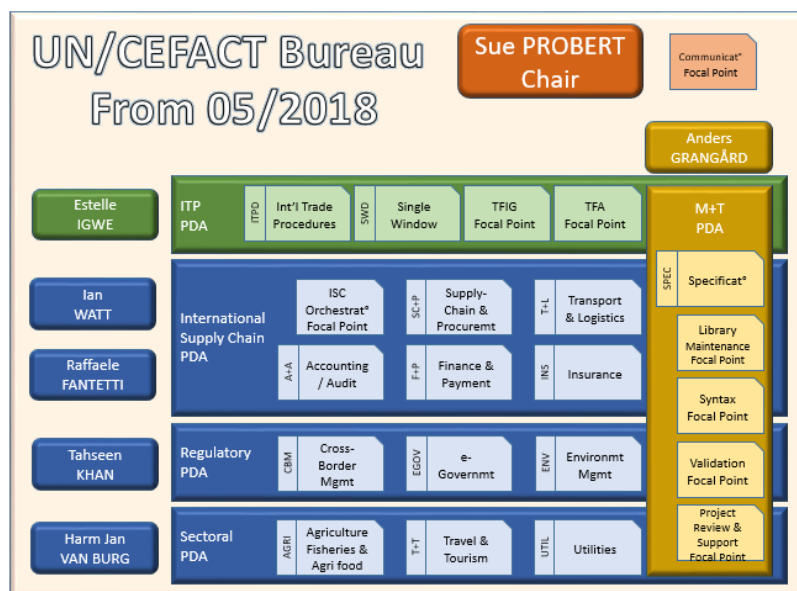 UN/CEFACT Bureau
From 05/2018
Sue PROBERT
Chair
Communicat°
Focal Point
Anders
GRANGÅRD
Estelle
IGWE
ITP
PDA
ITPD
Int'l Trade
Procedures
SWD
Single
Window
TFIG
Focal Point
TFA
Focal Point
M+T
PDA
SPEC
Specificat°
Library
Maintenance
Focal Point
Syntax
Focal Point
Validation
Focal Point
Project
Review &
Support
Focal Point
Ian
WATT
Raffaele
FANTETTI
International
Supply Chain
PDA
ISC
Orchestrat°
Focal Point
SC+P
Supply-
Chain &
Procuremt
T+L
Transport
& Logistics
A+A
Accounting
/ Audit
F+P
Finance &
Payment
INS
Insurance
Tahseen
KHAN
Regulatory
PDA
CBM
Cross-
Border
Mgmt
EGOV
e-
Governmt
ENV
Environmt
Mgmt
Harm Jan
VAN BURG
Sectoral
PDA
AGRI
Agriculture
Fisheries &
Agri food
T+T
Travel &
Tourism
UTIL
Utilities